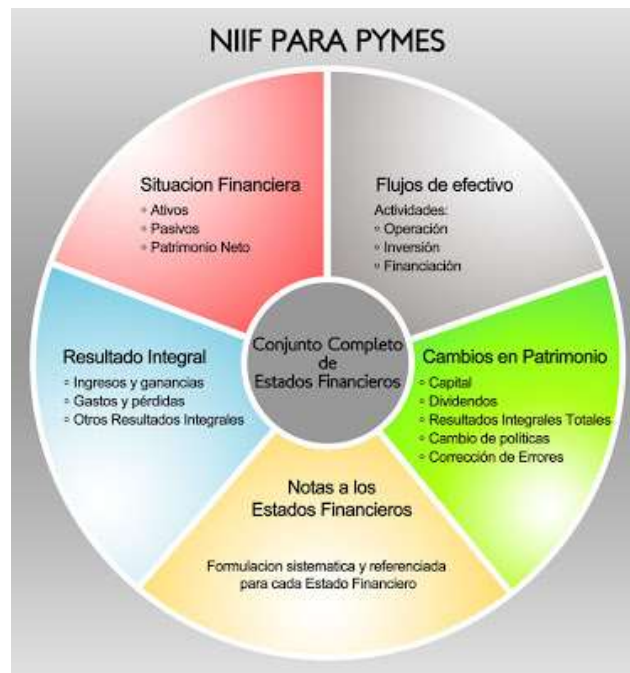 NIIF PARA PYMES
Situacion Financiera
◦ Ativos
◦ Pasivos
◦ Patrimonio Neto
Flujos de efectivo
Actividades:
◦ Operación
◦ Inversión
◦ Financiación
Resultado Integral
◦ Ingresos y ganancias
◦ Gastos y pérdidas
◦ Otros Resultados Integrales
Conjunto Completo
de
Estados Financieros
Cambios en Patrimonio
◦ Capital
◦ Dividendos
◦ Resultados Integrales Totales
◦ Cambio de políticas
◦ Corrección de Errores
Notas a los
Estados Financieros
Formulacion sistematica y referenciada
para cada Estado Financiero